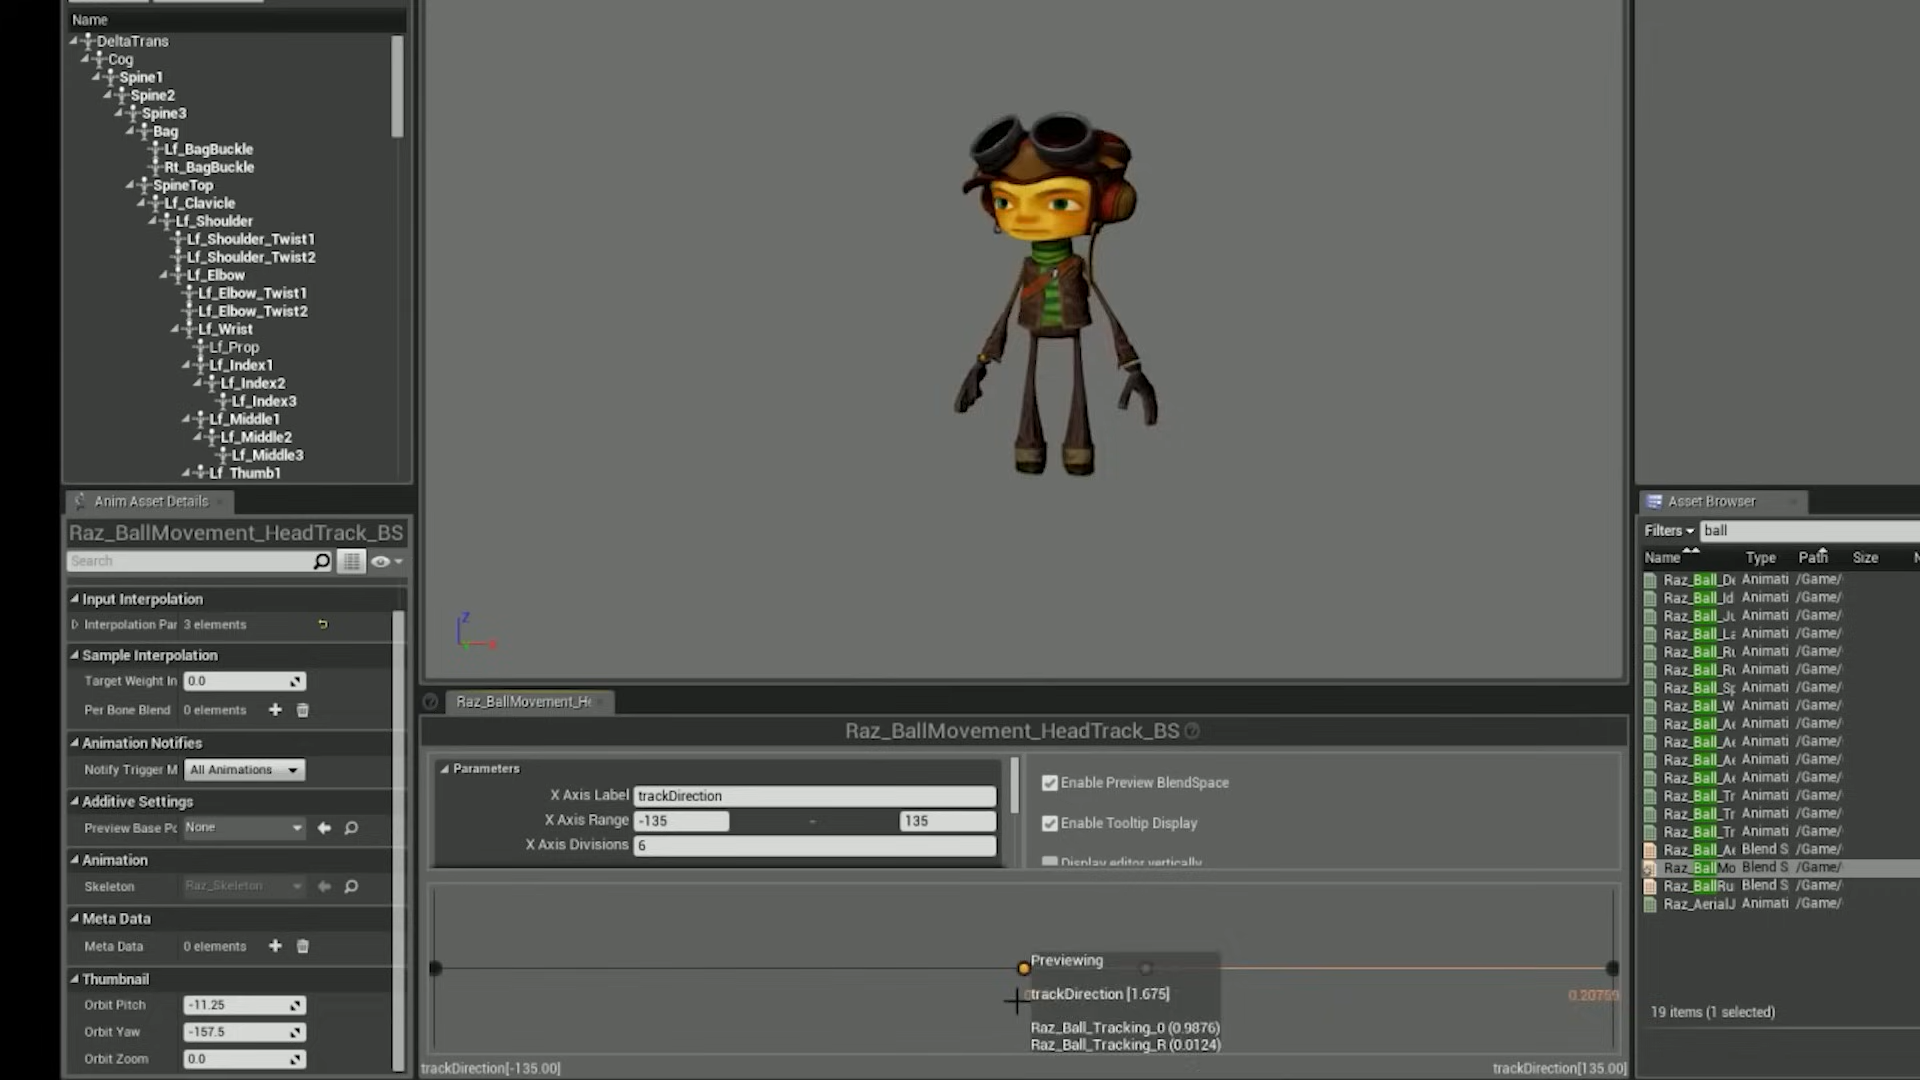 Name
DeltaTrans
Cog
Spine1
Spine2
Spine3
Bag
Lf_BagBuckle
Rt_BagBuckle
SpineTop
Lf_Clavicle
Lf_Shoulder
Lf_Shoulder_Twist1
Lf_Shoulder_Twist2
Lf_Elbow
Lf_Elbow_Twist1
Lf_Elbow_Twist2
Lf_Wrist
Lf_Prop
Lf_Index1
Lf_Index2
Lf_Index3
Lf_Middle1
Lf_Middle2
Lf_Middle3
Lf_Thumb1
Anim Asset Details
Raz_BallMovement_HeadTrack_BS
Search
Input Interpolation
Interpolation Par 3 elements
Sample Interpolation
Target Weight In 0.0
Per Bone Blend 0 elements
Animation Notifies
Notify Trigger M All Animations
Additive Settings
Preview Base Po None
Animation
Skeleton Raz_Skeleton
Meta Data
Meta Data 0 elements
Thumbnail
Orbit Pitch -11.25
Orbit Yaw -157.5
Orbit Zoom 0.0
Z
Raz_BallMovement_He
Raz_BallMovement_HeadTrack_BS
Parameters
X Axis Label trackDirection
X Axis Range -135 - 135
X Axis Divisions 6
Enable Preview BlendSpace
Enable Tooltip Display
Display editor vertically
Previewing
trackDirection [1.675]
Raz_Ball_Tracking_0 (0.9876)
Raz_Ball_Tracking_R (0.0124)
trackDirection[-135.00]
trackDirection[135.00]
Asset Browser
Filters ball
Name Type Path Size
Raz_Ball_De Animati /Game/
Raz_Ball_Id Animati /Game/
Raz_Ball_Ju Animati /Game/
Raz_Ball_La Animati /Game/
Raz_Ball_Ru Animati /Game/
Raz_Ball_Ru Animati /Game/
Raz_Ball_Sp Animati /Game/
Raz_Ball_W Animati /Game/
Raz_Ball_Ae Animati /Game/
Raz_Ball_Ae Animati /Game/
Raz_Ball_Ae Animati /Game/
Raz_Ball_Ae Animati /Game/
Raz_Ball_Tr Animati /Game/
Raz_Ball_Tr Animati /Game/
Raz_Ball_Tr Animati /Game/
Raz_Ball_Ae Blend S /Game/
Raz_BallMo Blend S /Game/
Raz_BallRu Blend S /Game/
Raz_AerialJ Animati /Game/
19 items (1 selected)